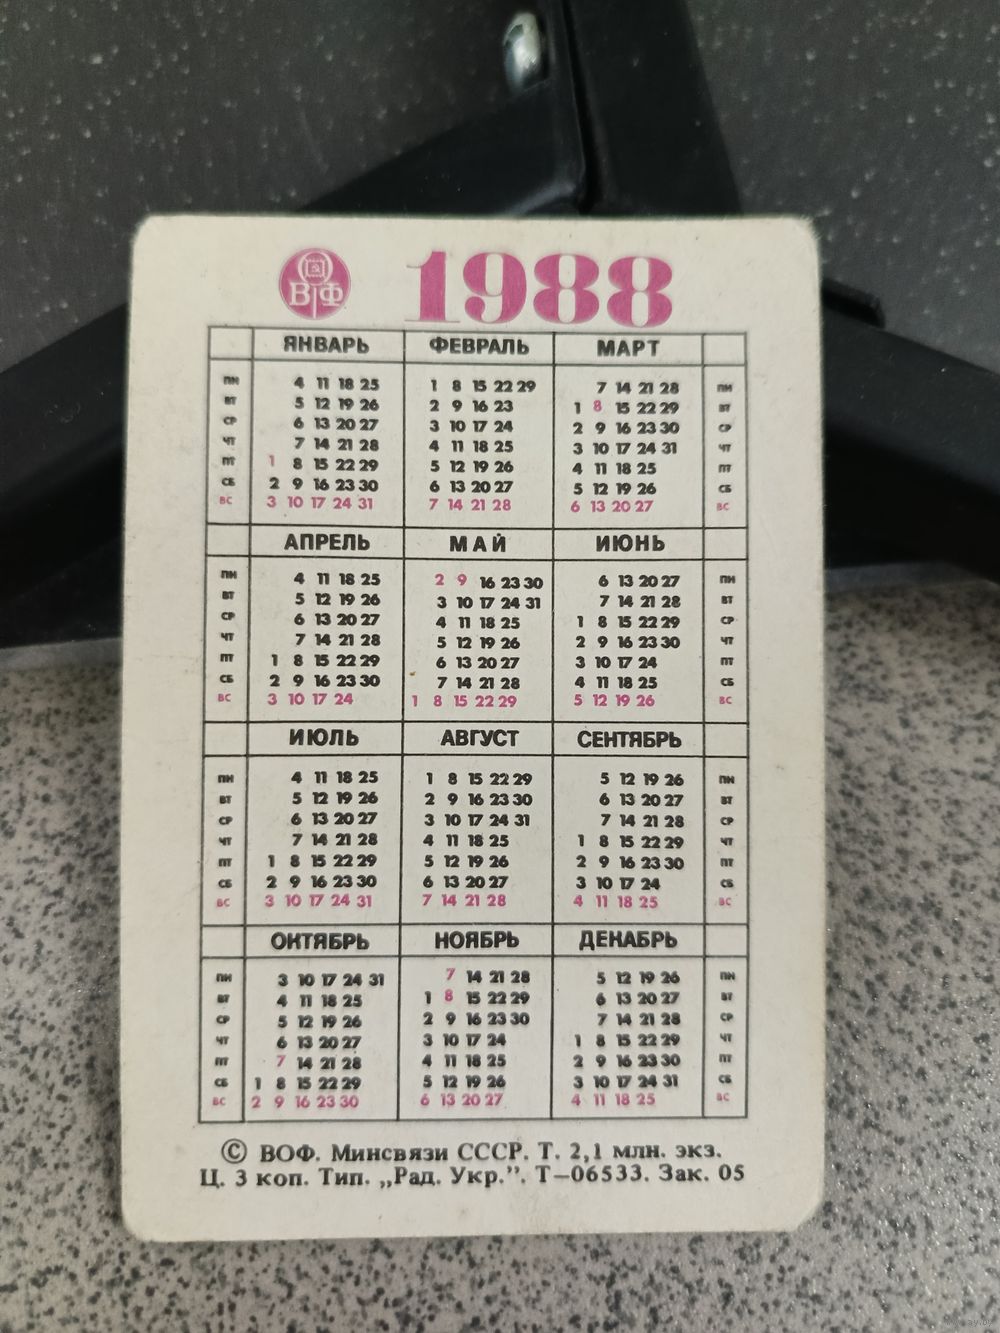 ВФ 1988
ЯНВАРЬ ФЕВРАЛЬ МАРТ
ПН 4 11 18 25 1 8 15 22 29 7 14 21 28 ПН
ВТ 5 12 19 26 2 9 16 23 1 8 15 22 29 ВТ
СР 6 13 20 27 3 10 17 24 2 9 16 23 30 СР
ЧТ 7 14 21 28 4 11 18 25 3 10 17 24 31 ЧТ
ПТ 1 8 15 22 29 5 12 19 26 4 11 18 25 ПТ
СБ 2 9 16 23 30 6 13 20 27 5 12 19 26 СБ
ВС 3 10 17 24 31 7 14 21 28 6 13 20 27 ВС
АПРЕЛЬ МАЙ ИЮНЬ
ПН 4 11 18 25 2 9 16 23 30 6 13 20 27 ПН
ВТ 5 12 19 26 3 10 17 24 31 7 14 21 28 ВТ
СР 6 13 20 27 4 11 18 25 1 8 15 22 29 СР
ЧТ 7 14 21 28 5 12 19 26 2 9 16 23 30 ЧТ
ПТ 1 8 15 22 29 6 13 20 27 3 10 17 24 ПТ
СБ 2 9 16 23 30 7 14 21 28 4 11 18 25 СБ
ВС 3 10 17 24 1 8 15 22 29 5 12 19 26 ВС
ИЮЛЬ АВГУСТ СЕНТЯБРЬ
ПН 4 11 18 25 1 8 15 22 29 5 12 19 26 ПН
ВТ 5 12 19 26 2 9 16 23 30 6 13 20 27 ВТ
СР 6 13 20 27 3 10 17 24 31 7 14 21 28 СР
ЧТ 7 14 21 28 4 11 18 25 1 8 15 22 29 ЧТ
ПТ 1 8 15 22 29 5 12 19 26 2 9 16 23 30 ПТ
СБ 2 9 16 23 30 6 13 20 27 3 10 17 24 СБ
ВС 3 10 17 24 31 7 14 21 28 4 11 18 25 ВС
ОКТЯБРЬ НОЯБРЬ ДЕКАБРЬ
ПН 3 10 17 24 31 7 14 21 28 5 12 19 26 ПН
ВТ 4 11 18 25 1 8 15 22 29 6 13 20 27 ВТ
СР 5 12 19 26 2 9 16 23 30 7 14 21 28 СР
ЧТ 6 13 20 27 3 10 17 24 1 8 15 22 29 ЧТ
ПТ 7 14 21 28 4 11 18 25 2 9 16 23 30 ПТ
СБ 1 8 15 22 29 5 12 19 26 3 10 17 24 31 СБ
ВС 2 9 16 23 30 6 13 20 27 4 11 18 25 ВС
© ВОФ. Минсвязи СССР. Т. 2,1 млн. экз.
Ц. 3 коп. Тип. „Рад. Укр.”. Т—06533. Зак. 05